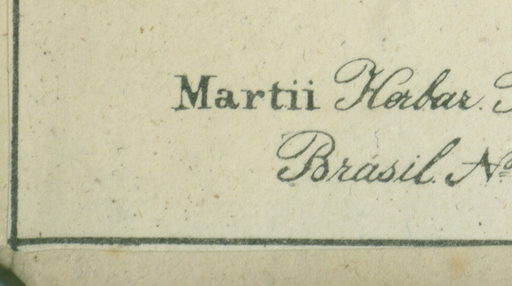 Martii Herbar.
Brasil. No